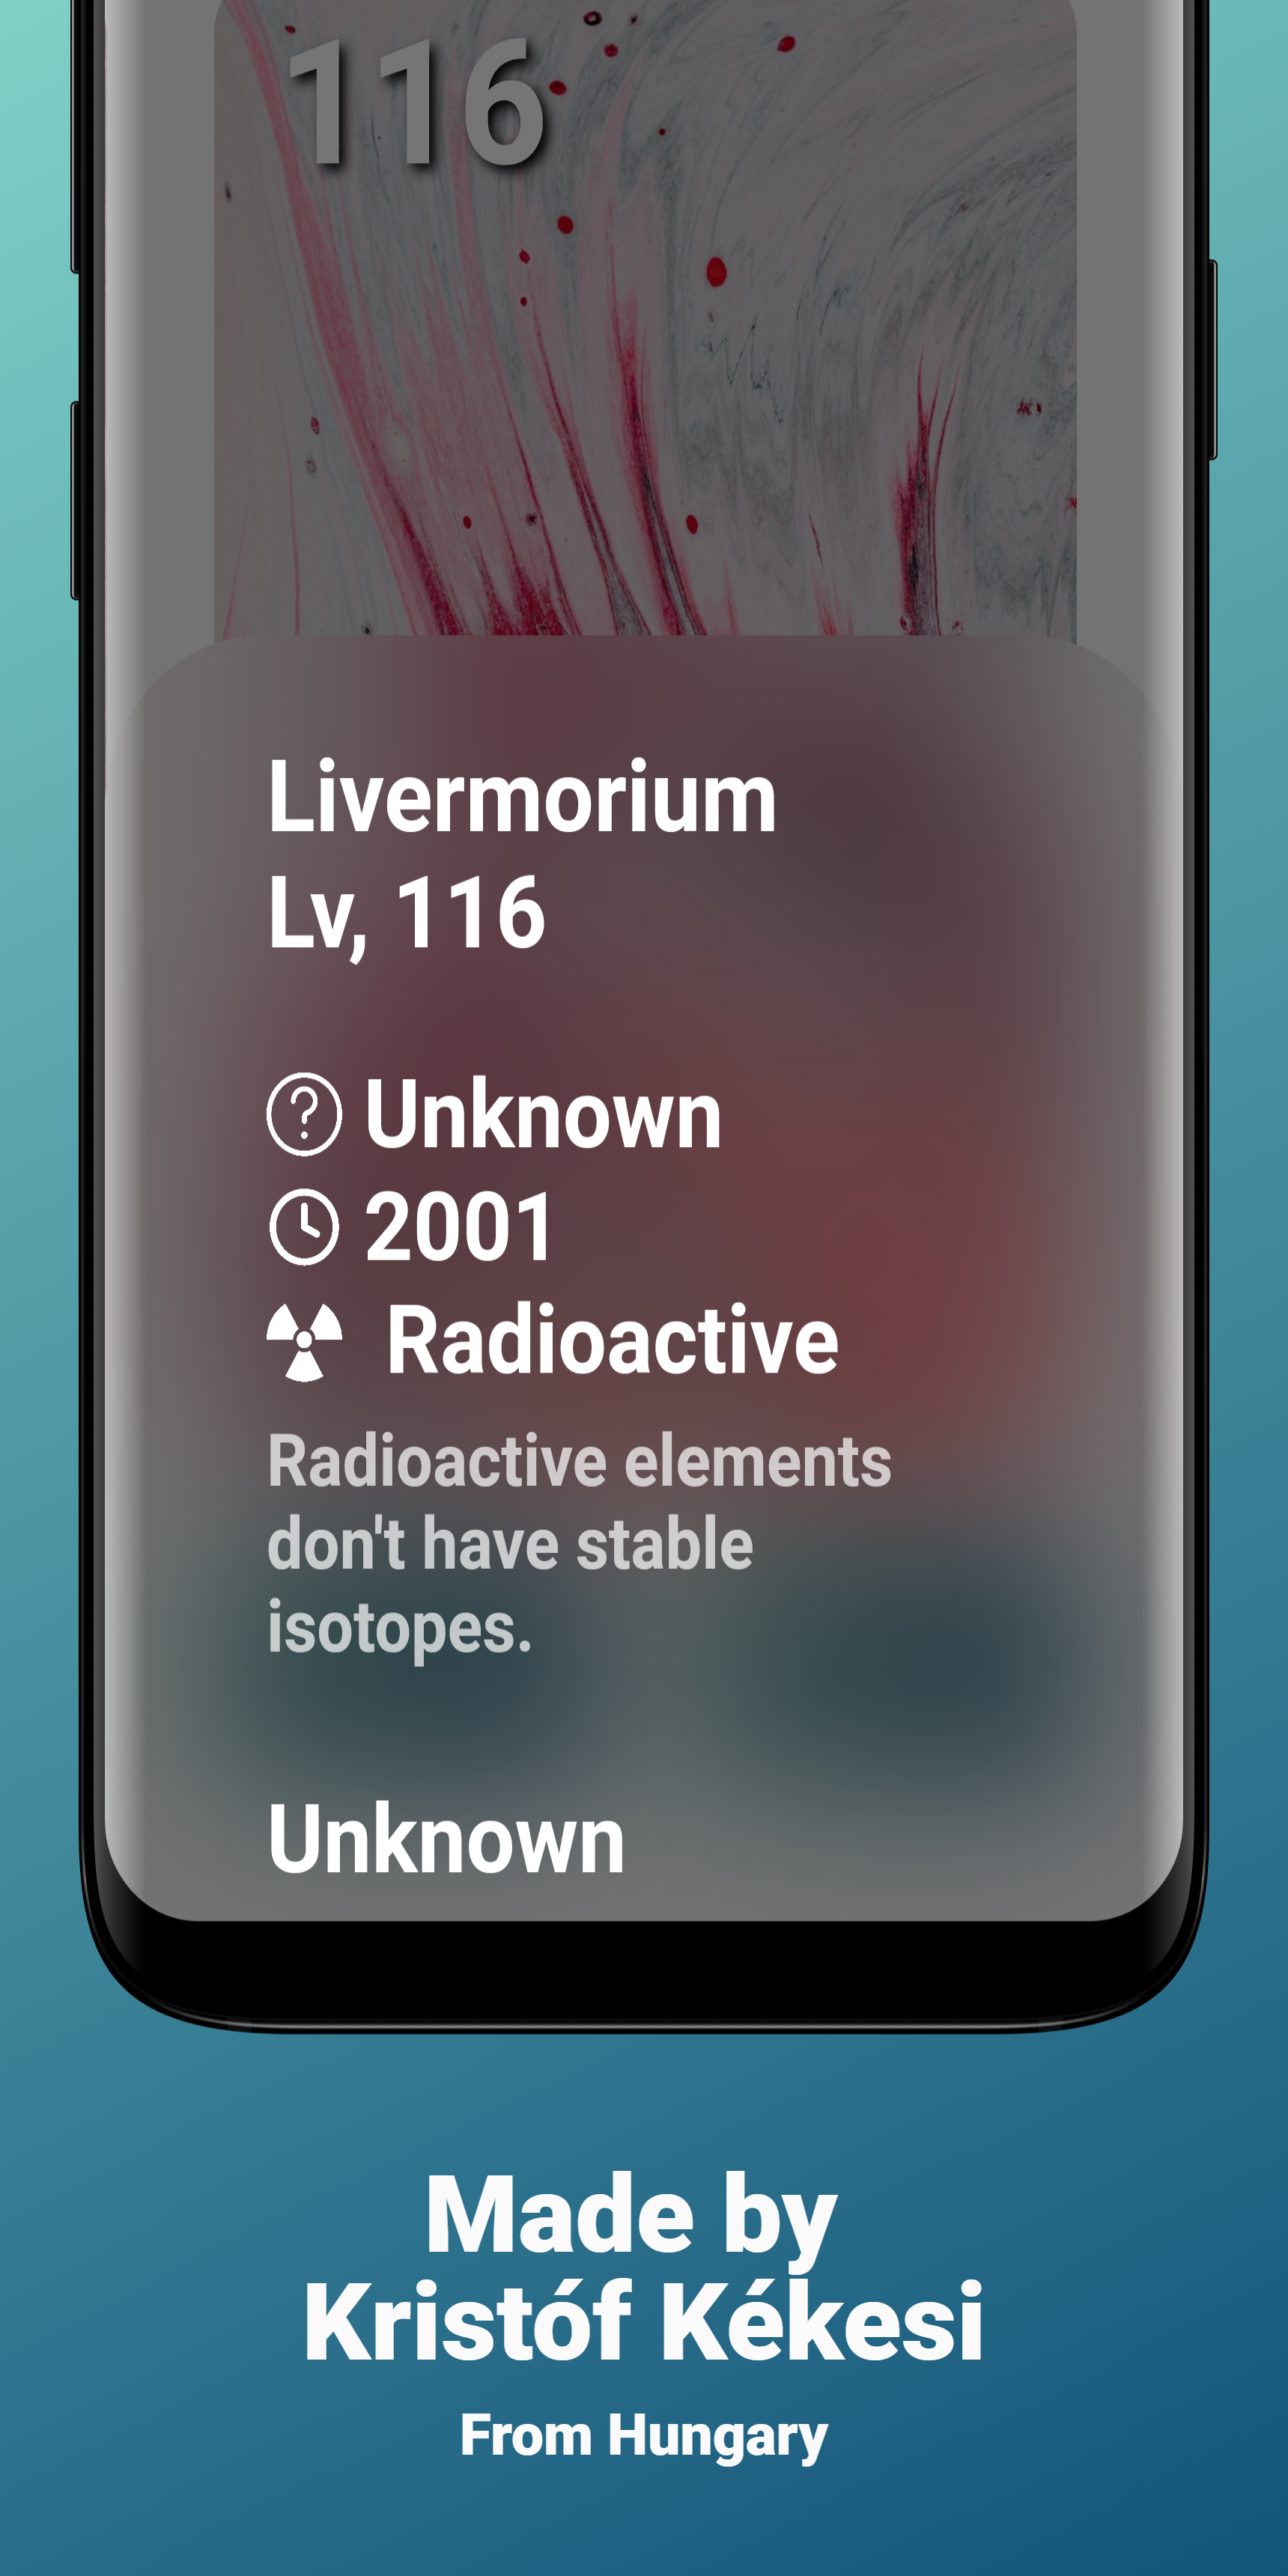 116
Livermorium
Lv, 116
Unknown
2001
Radioactive
Radioactive elements
don't have stable
isotopes.
Unknown
Made by
Kristóf Kékesi
From Hungary